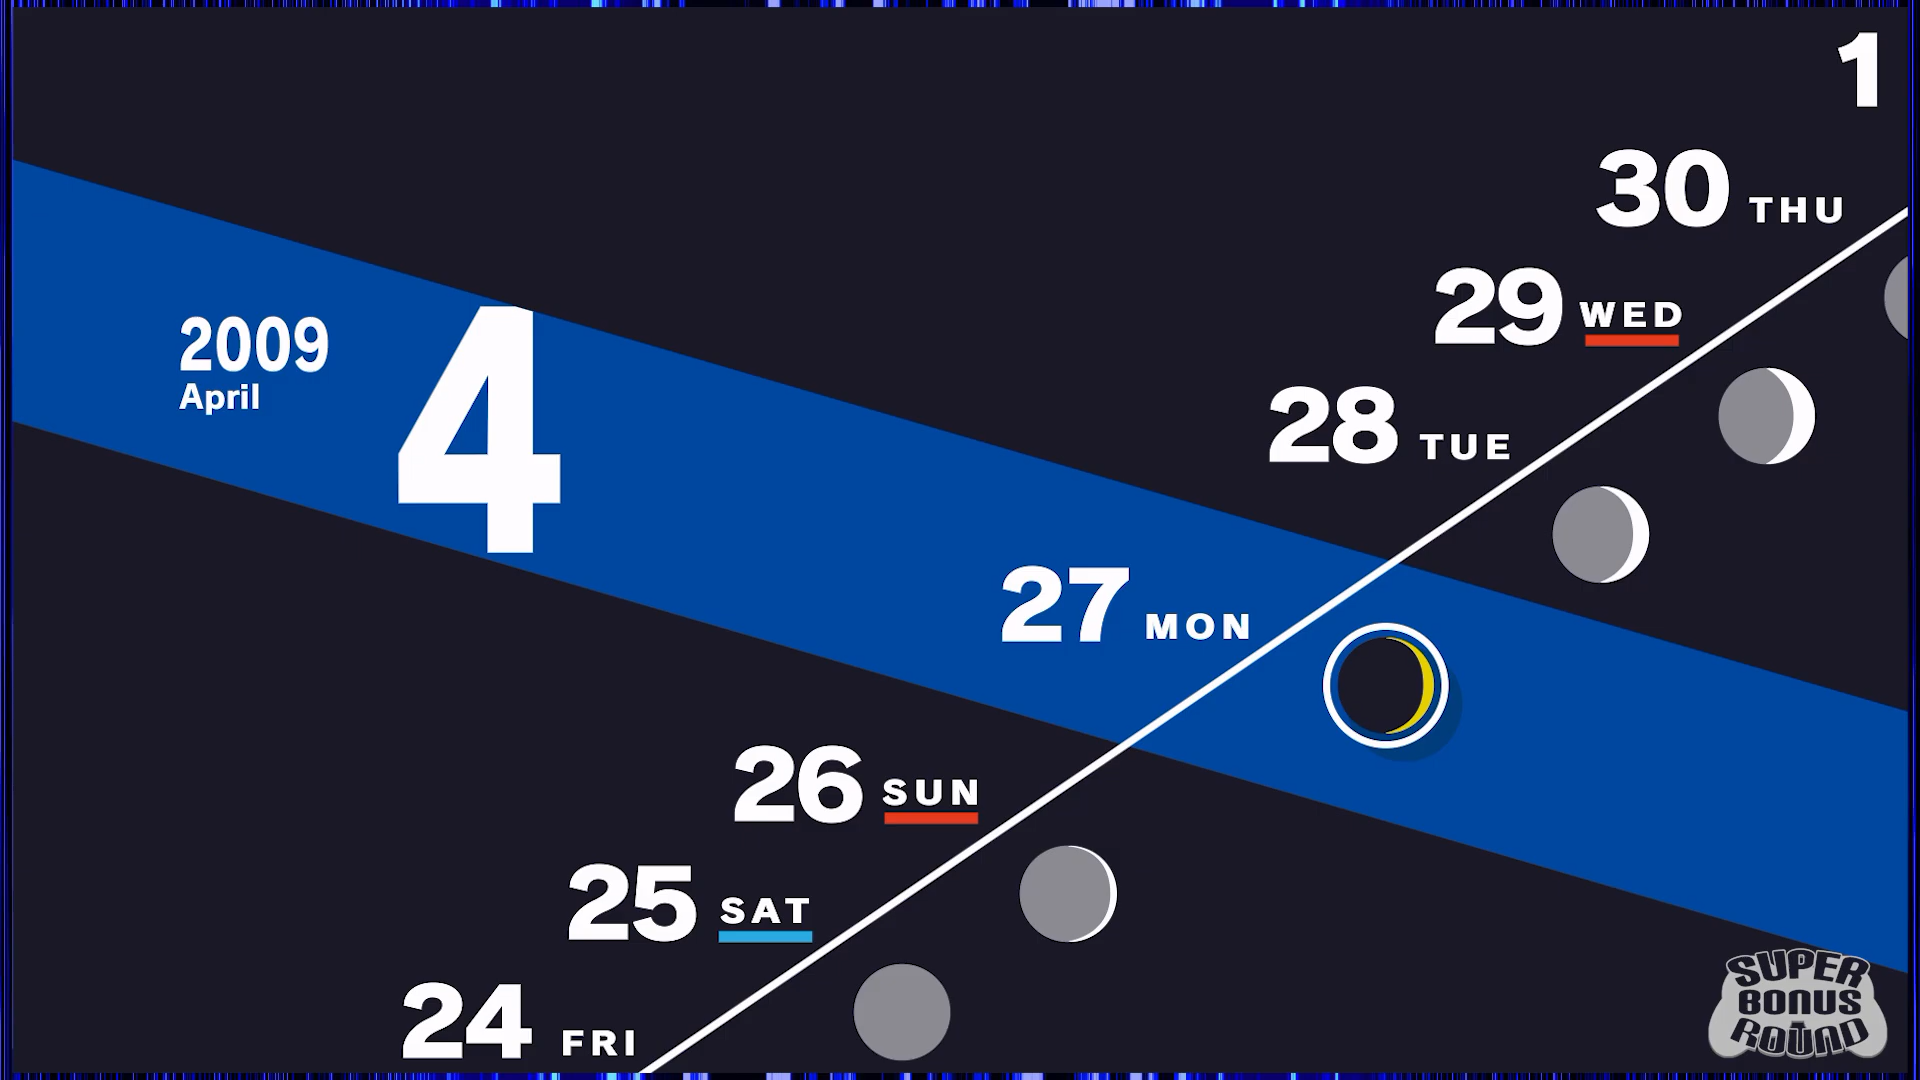 1
30 THU
29 WED
28 TUE
2009
April
4
27 MON
26 SUN
25 SAT
24 FRI
SUPER
BONUS
ROUND